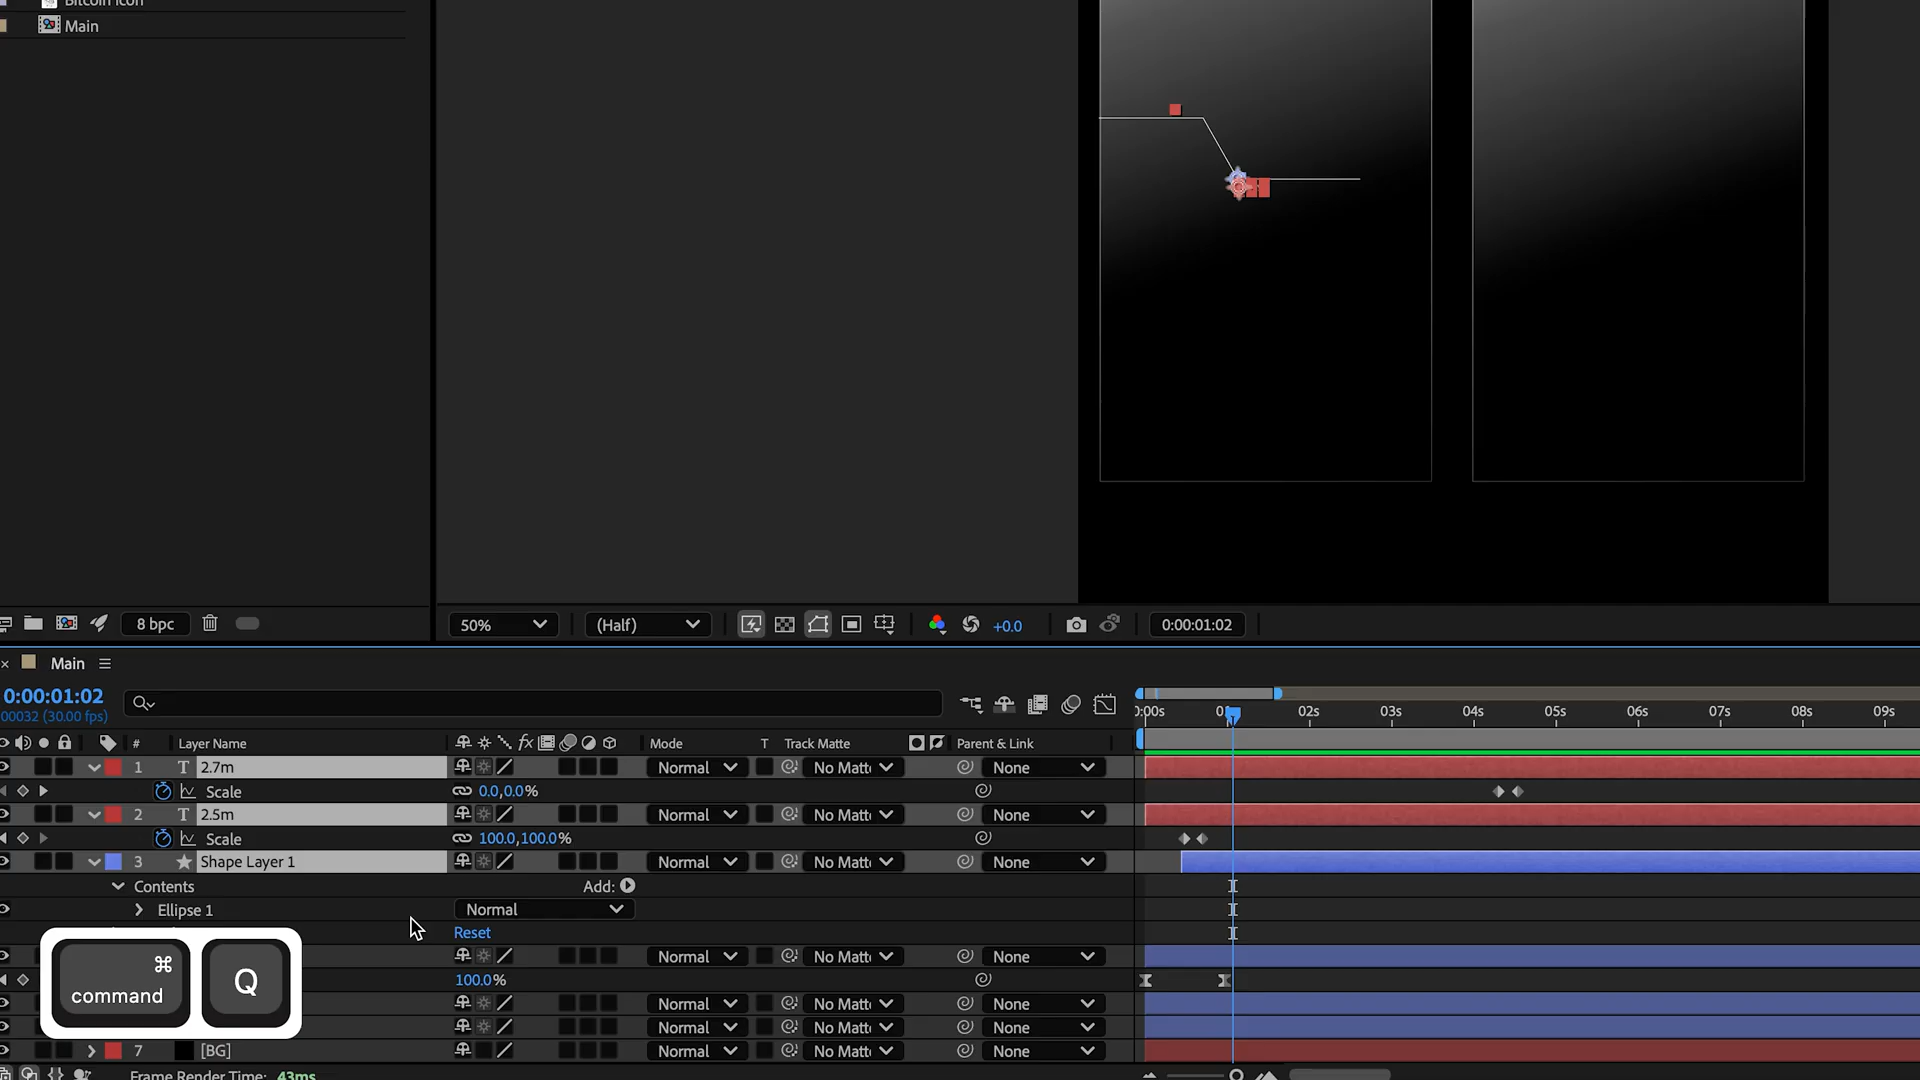 Bitcoin Icon
Main
8 bpc
50%
(Half)
+0.0
0:00:01:02
Main
0:00:01:02
00032 (30.00 fps)
0:00s
02s
03s
04s
05s
06s
07s
08s
09s
#
Layer Name
fx
Mode
T
Track Matte
Parent & Link
1
T
2.7m
Normal
No Matt
None
Scale
0.0,0.0%
2
T
2.5m
Normal
No Matt
None
Scale
100.0,100.0%
3
Shape Layer 1
Normal
No Matt
None
Contents
Add:
Ellipse 1
Normal
Reset
Normal
No Matt
None
100.0%
Normal
No Matt
None
Normal
No Matt
None
7
[BG]
Normal
No Matt
None
⌘
command
Q
Frame Render Time: 43ms